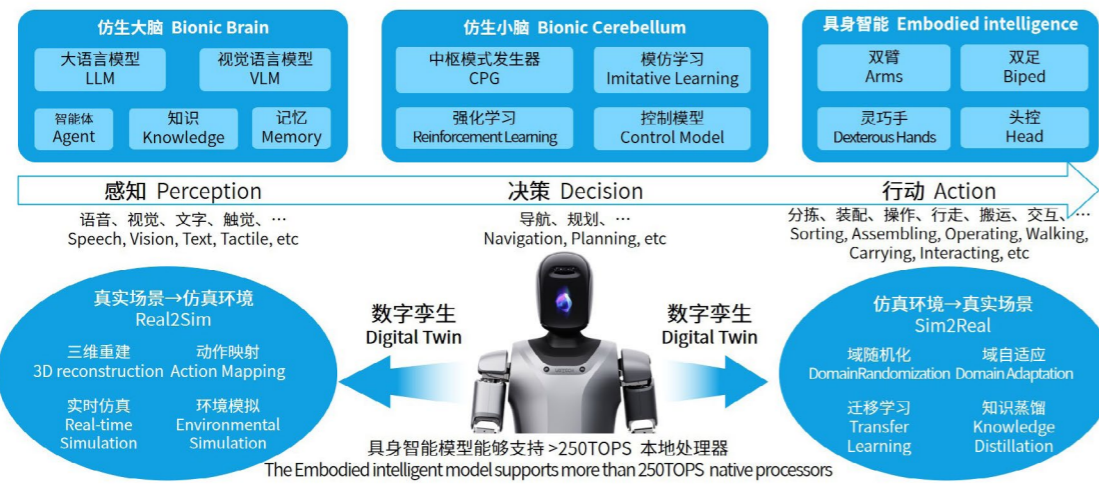 仿生大脑 Bionic Brain
大语言模型
LLM
视觉语言模型
VLM
智能体
Agent
知识
Knowledge
记忆
Memory
仿生小脑 Bionic Cerebellum
中枢模式发生器
CPG
模仿学习
Imitative Learning
强化学习
Reinforcement Learning
控制模型
Control Model
具身智能 Embodied intelligence
双臂
Arms
双足
Biped
灵巧手
Dexterous Hands
头控
Head
感知 Perception
决策 Decision
行动 Action
语音、视觉、文字、触觉、…
Speech, Vision, Text, Tactile, etc
导航、规划、…
Navigation, Planning, etc
分拣、装配、操作、行走、搬运、交互、…
Sorting, Assembling, Operating, Walking,
Carrying, Interacting, etc
真实场景→仿真环境
Real2Sim
三维重建
3D reconstruction
动作映射
Action Mapping
实时仿真
Real-time
Simulation
环境模拟
Environmental
Simulation
数字孪生
Digital Twin
数字孪生
Digital Twin
仿真环境→真实场景
Sim2Real
域随机化
DomainRandomization
域自适应
Domain Adaptation
迁移学习
Transfer
Learning
知识蒸馏
Knowledge
Distillation
具身智能模型能够支持 >250TOPS 本地处理器
The Embodied intelligent model supports more than 250TOPS native processors